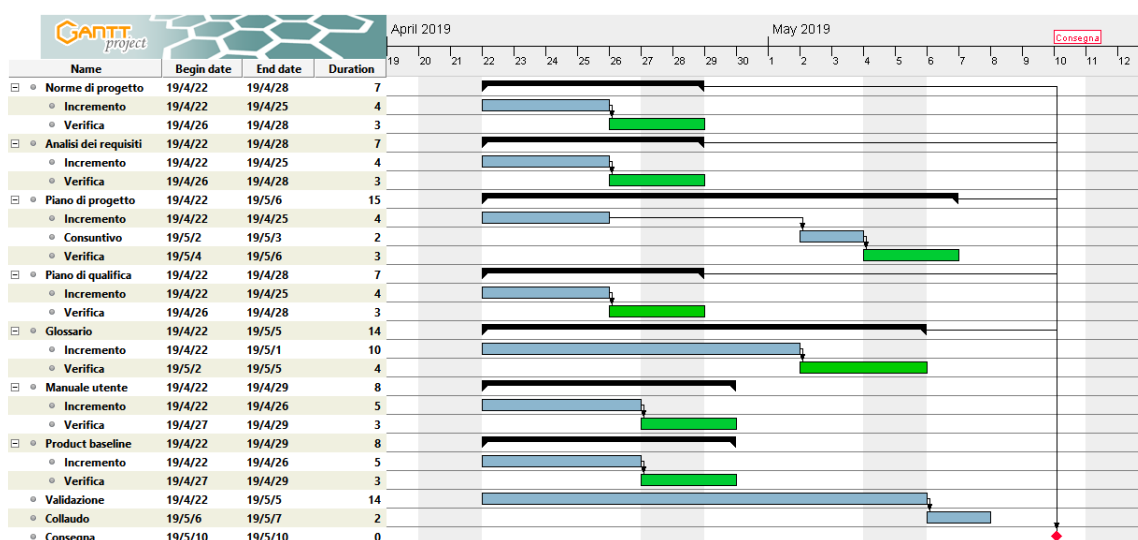 GANTT project
April 2019 May 2019
Consegna
19 20 21 22 23 24 25 26 27 28 29 30 1 2 3 4 5 6 7 8 9 10 11 12
Name Begin date End date Duration
Norme di progetto 19/4/22 19/4/28 7
Incremento 19/4/22 19/4/25 4
Verifica 19/4/26 19/4/28 3
Analisi dei requisiti 19/4/22 19/4/28 7
Incremento 19/4/22 19/4/25 4
Verifica 19/4/26 19/4/28 3
Piano di progetto 19/4/22 19/5/6 15
Incremento 19/4/22 19/4/25 4
Consuntivo 19/5/2 19/5/3 2
Verifica 19/5/4 19/5/6 3
Piano di qualifica 19/4/22 19/4/28 7
Incremento 19/4/22 19/4/25 4
Verifica 19/4/26 19/4/28 3
Glossario 19/4/22 19/5/5 14
Incremento 19/4/22 19/5/1 10
Verifica 19/5/2 19/5/5 4
Manuale utente 19/4/22 19/4/29 8
Incremento 19/4/22 19/4/26 5
Verifica 19/4/27 19/4/29 3
Product baseline 19/4/22 19/4/29 8
Incremento 19/4/22 19/4/26 5
Verifica 19/4/27 19/4/29 3
Validazione 19/4/22 19/5/5 14
Collaudo 19/5/6 19/5/7 2
Consegna 19/5/10 19/5/10 0